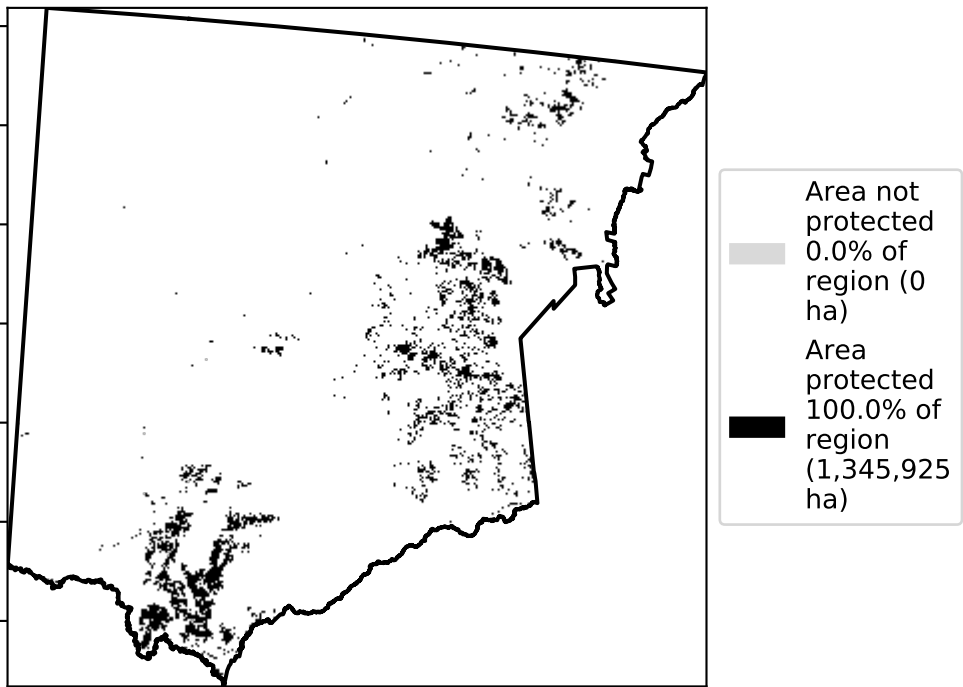 Area not
protected
0.0% of
region (0
ha)
Area
protected
100.0% of
region
(1,345,925
ha)